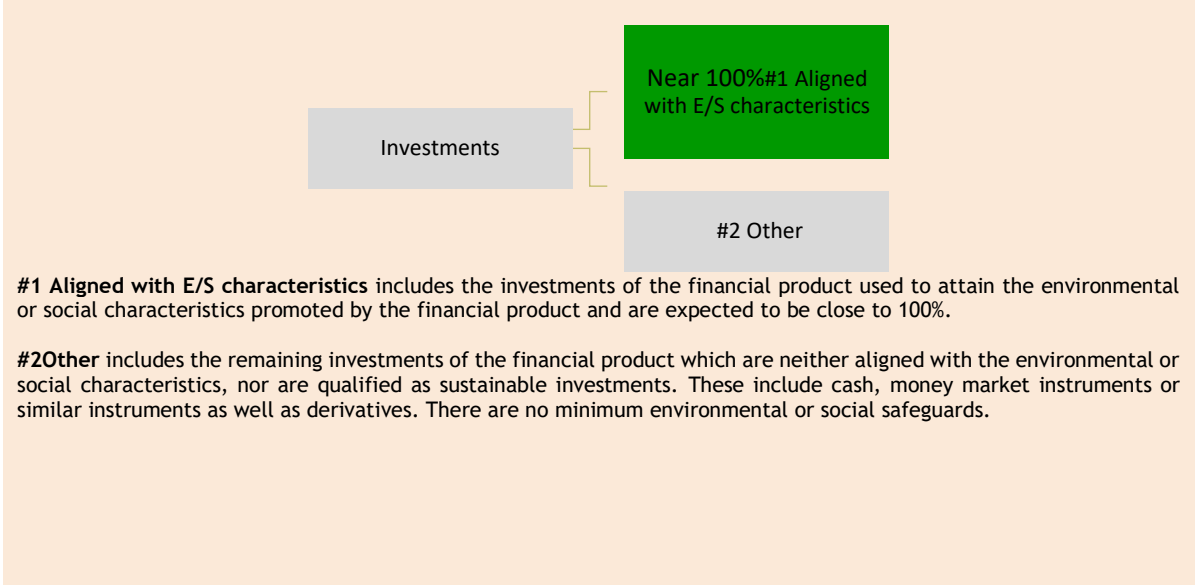 Near 100%#1 Aligned
with E/S characteristics
Investments
#2 Other
#1 Aligned with E/S characteristics includes the investments of the financial product used to attain the environmental
or social characteristics promoted by the financial product and are expected to be close to 100%.
#2Other includes the remaining investments of the financial product which are neither aligned with the environmental or
social characteristics, nor are qualified as sustainable investments. These include cash, money market instruments or
similar instruments as well as derivatives. There are no minimum environmental or social safeguards.